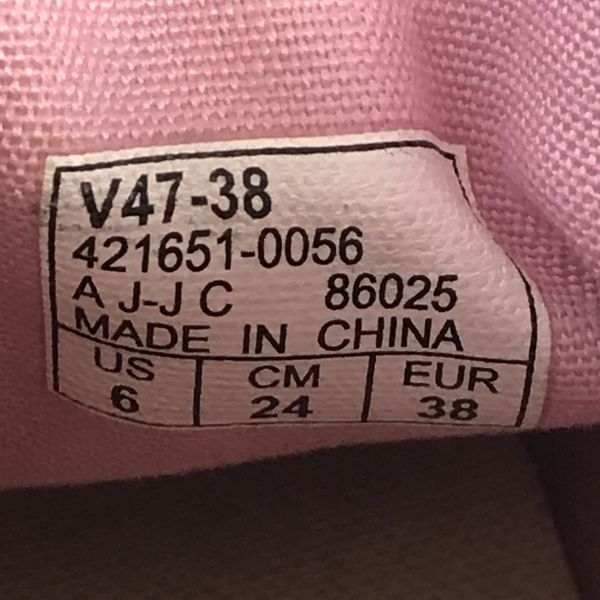 V47-38
421651-0056
A J-J C 86025
MADE IN CHINA
US CM EUR
6 24 38